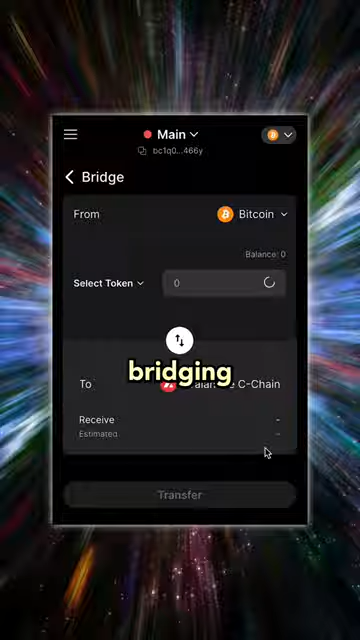 Main
bc1q0...466y
Bridge
From
Bitcoin
Balance: 0
Select Token
0
bridging
To
C-Chain
Receive
-
Estimated
-
Transfer